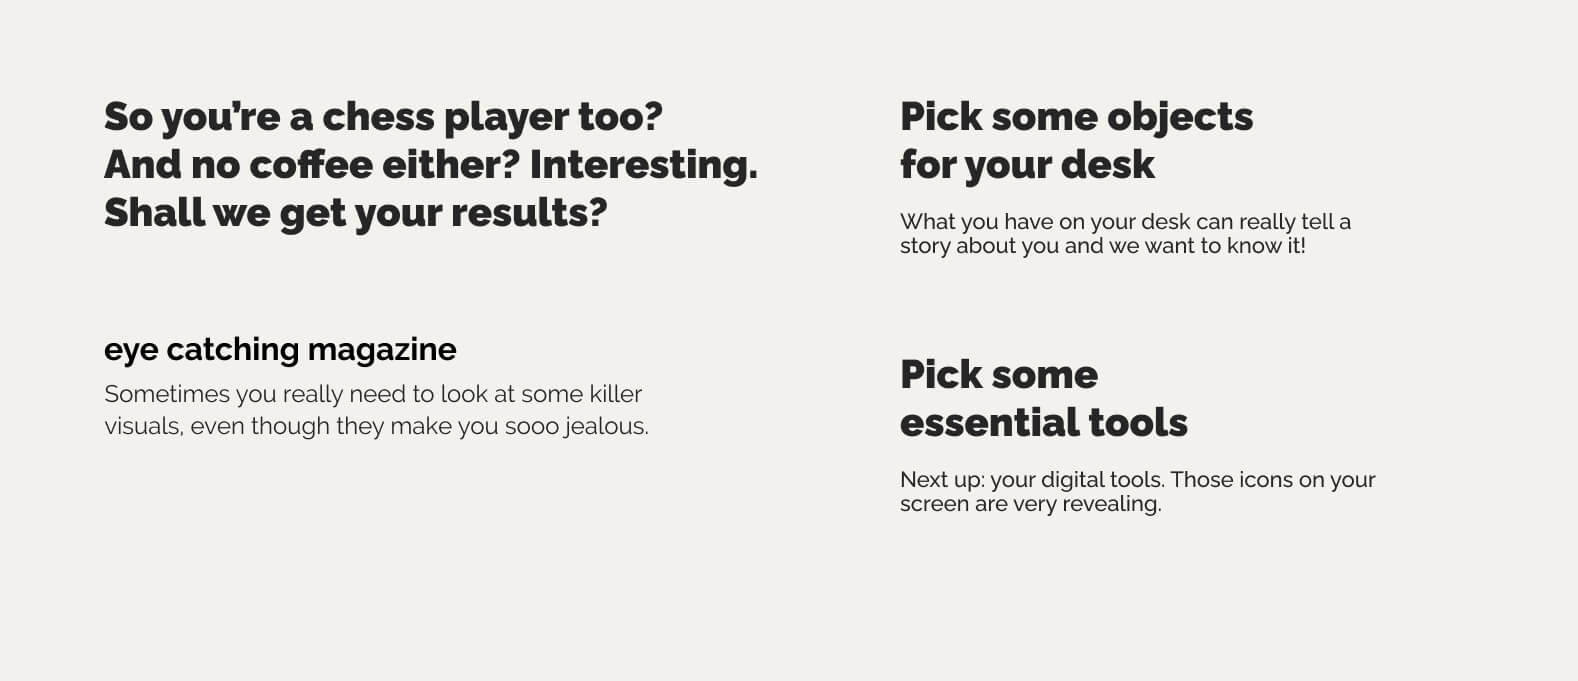 So you’re a chess player too?
And no coffee either? Interesting.
Shall we get your results?
eye catching magazine
Sometimes you really need to look at some killer
visuals, even though they make you sooo jealous.
Pick some objects
for your desk
What you have on your desk can really tell a
story about you and we want to know it!
Pick some
essential tools
Next up: your digital tools. Those icons on your
screen are very revealing.